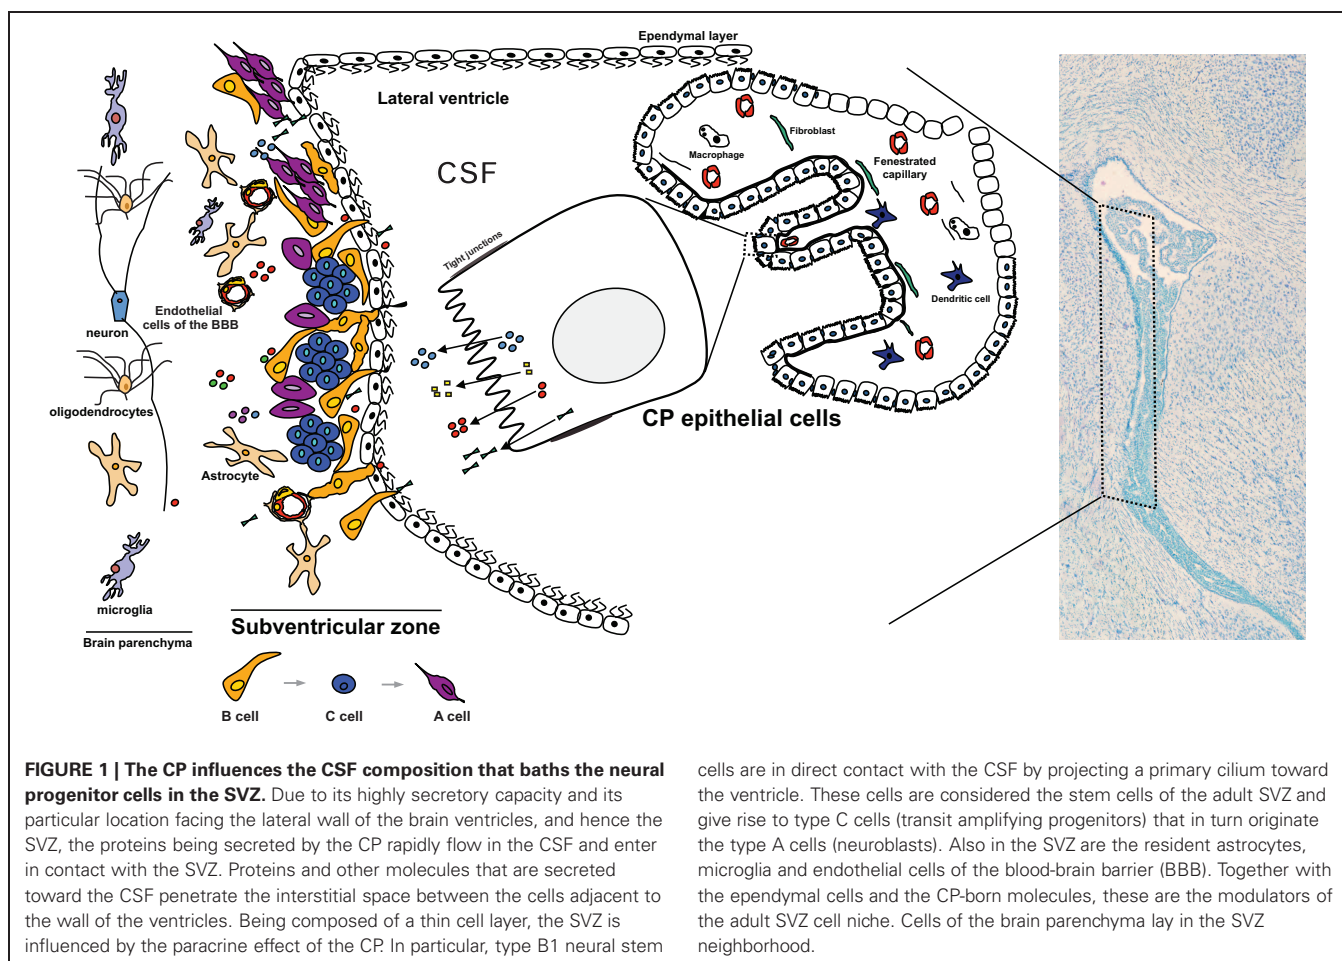 Ependymal layer
Lateral ventricle
CSF
Macrophage
Fibroblast
Fenestrated
capillary
Dendritic cell
Tight junctions
CP epithelial cells
neuron
Endothelial
cells of the BBB
oligodendrocytes
Astrocyte
microglia
Brain parenchyma
Subventricular zone
B cell
C cell
A cell
FIGURE 1 | The CP influences the CSF composition that baths the neural
progenitor cells in the SVZ. Due to its highly secretory capacity and its
particular location facing the lateral wall of the brain ventricles, and hence the
SVZ, the proteins being secreted by the CP rapidly flow in the CSF and enter
in contact with the SVZ. Proteins and other molecules that are secreted
toward the CSF penetrate the interstitial space between the cells adjacent to
the wall of the ventricles. Being composed of a thin cell layer, the SVZ is
influenced by the paracrine effect of the CP. In particular, type B1 neural stem
cells are in direct contact with the CSF by projecting a primary cilium toward
the ventricle. These cells are considered the stem cells of the adult SVZ and
give rise to type C cells (transit amplifying progenitors) that in turn originate
the type A cells (neuroblasts). Also in the SVZ are the resident astrocytes,
microglia and endothelial cells of the blood-brain barrier (BBB). Together with
the ependymal cells and the CP-born molecules, these are the modulators of
the adult SVZ cell niche. Cells of the brain parenchyma lay in the SVZ
neighborhood.